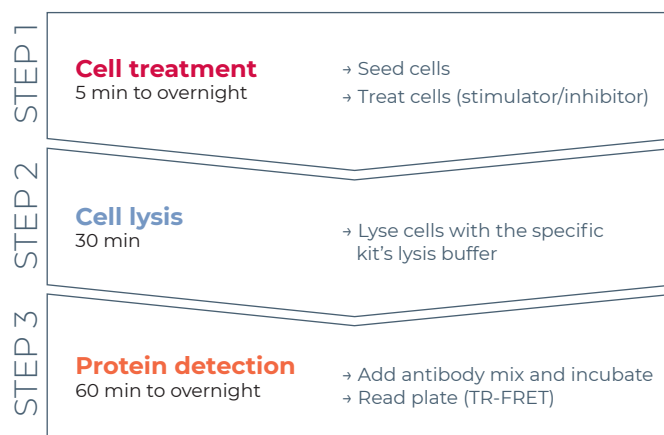 STEP 1
Cell treatment
5 min to overnight
→ Seed cells
→ Treat cells (stimulator/inhibitor)
STEP 2
Cell lysis
30 min
→ Lyse cells with the specific
kit's lysis buffer
STEP 3
Protein detection
60 min to overnight
→ Add antibody mix and incubate
→ Read plate (TR-FRET)